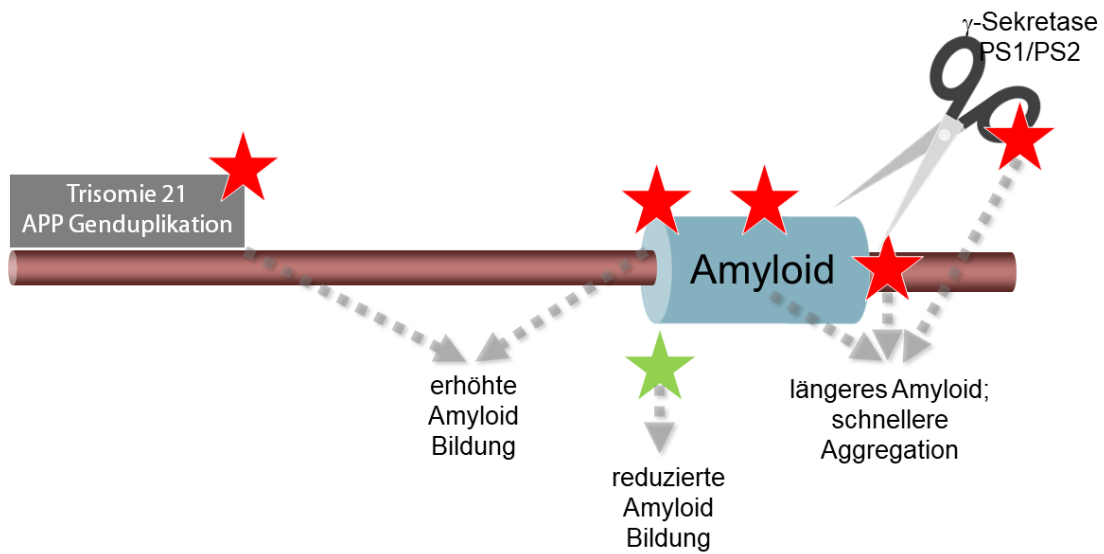 γ-Sekretase
PS1/PS2
Trisomie 21
APP Genduplikation
Amyloid
erhöhte
Amyloid
Bildung
reduzierte
Amyloid
Bildung
längeres Amyloid;
schnellere
Aggregation